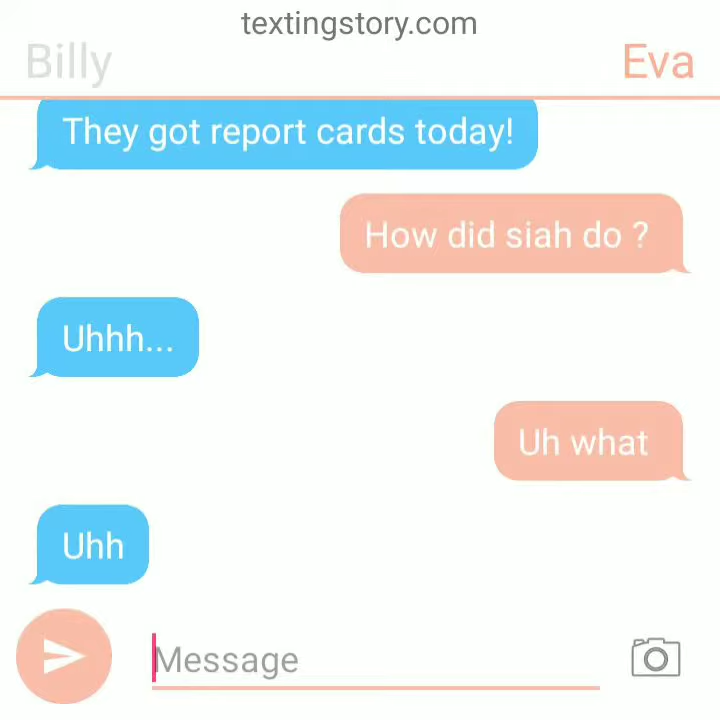 textingstory.com
Billy
Eva
They got report cards today!
How did siah do ?
Uhhh...
Uh what
Uhh
Message